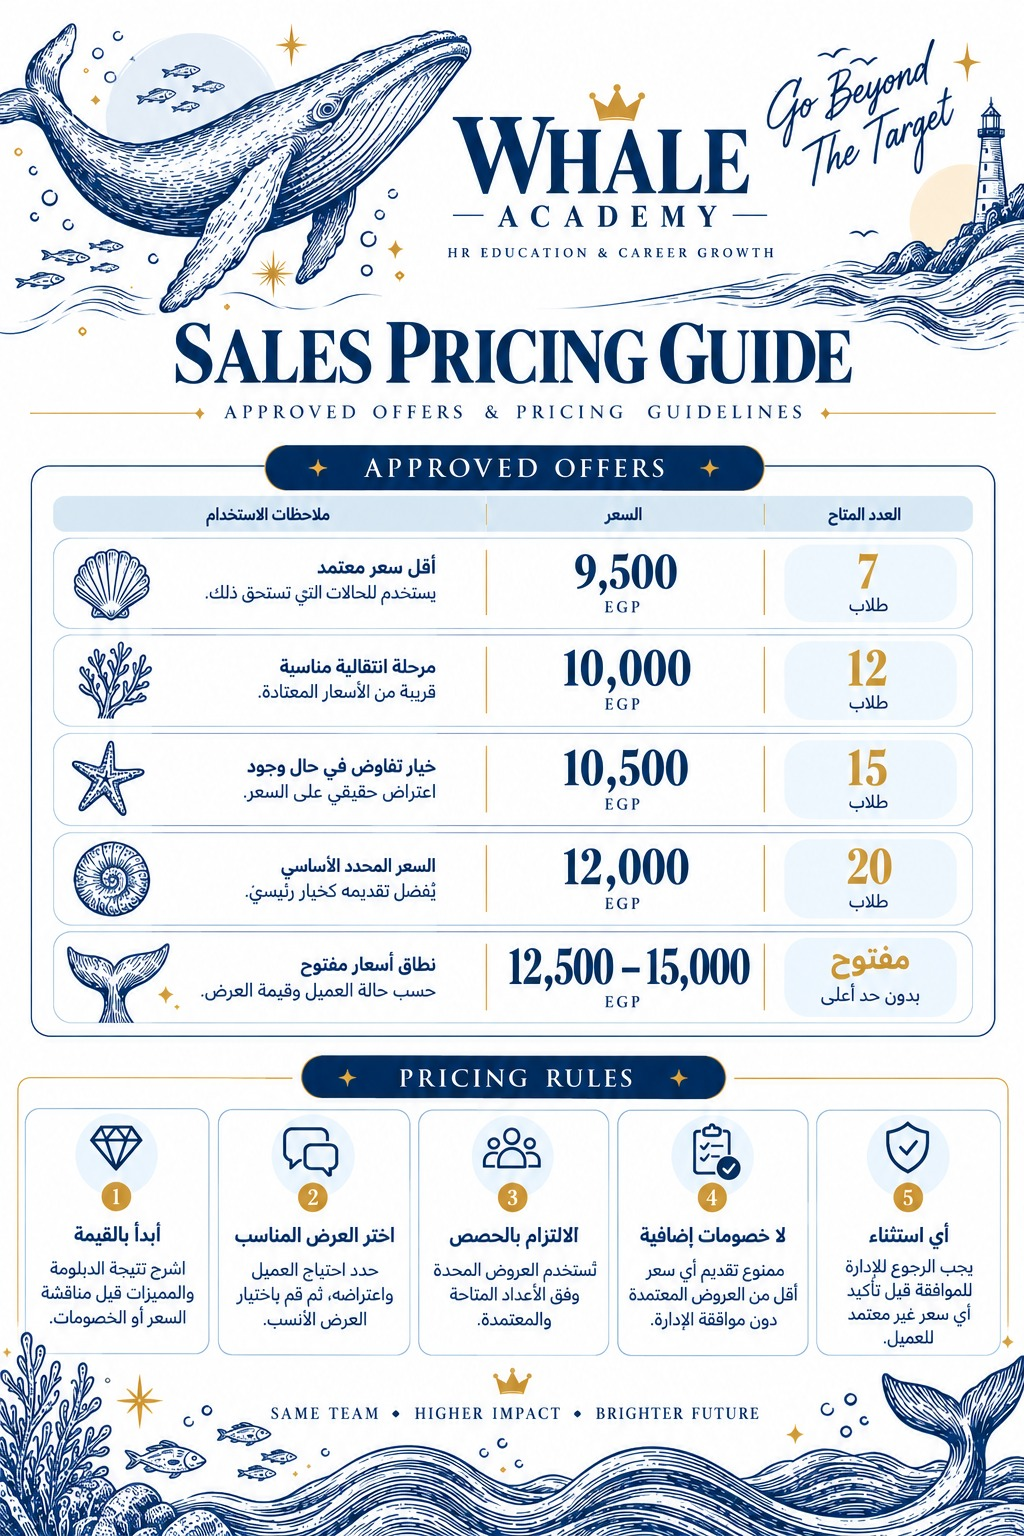 WHALE
ACADEMY
HR EDUCATION & CAREER GROWTH
Go Beyond
The Target
SALES PRICING GUIDE
APPROVED OFFERS & PRICING GUIDELINES
APPROVED OFFERS
العدد المتاح
السعر
ملاحظات الاستخدام
7
طلاب
9,500
EGP
أقل سعر معتمد
يستخدم للحالات التي تستحق ذلك.
12
طلاب
10,000
EGP
مرحلة انتقالية مناسية
قريبة من الأسعار المعتادة.
15
طلاب
10,500
EGP
خيار تفاوض في حال وجود
اعتراض حقيقي على السعر.
20
طلاب
12,000
EGP
السعر المحدد الأساسي
يُفضل تقديمه كخيار رئيسيَ.
مفتوح
بدون حد أعلى
12,500 – 15,000
EGP
نطاق أسعار مفتوح
حسب حالة العميل وقيمة العرض.
PRICING RULES
1
أبدأ بالقيمة
اشرح تتيجة الدبلومة
والمميزات قيل مناقشة
السعر أو الخصومات.
2
اختر العرض المناسب
حدد احتياج العميل
واعتراضه، ثم قم باختيار
العرض الأنسب.
3
الالتزام بالحصص
تُستخدم العروض المحدة
وفق الأعداد المتاحة
والمعتمدة.
4
لا خصومات إضافية
ممنوع تقديم أي سعر
أقل من العروض المعتمدة
دون مواققة الإدارة.
5
أي استثناء
يجب الرجوع للإدارة
للموافقة قيل تأكيد
أي سعر غير معتمد
للعميل.
SAME TEAM ◆ HIGHER IMPACT ◆ BRIGHTER FUTURE